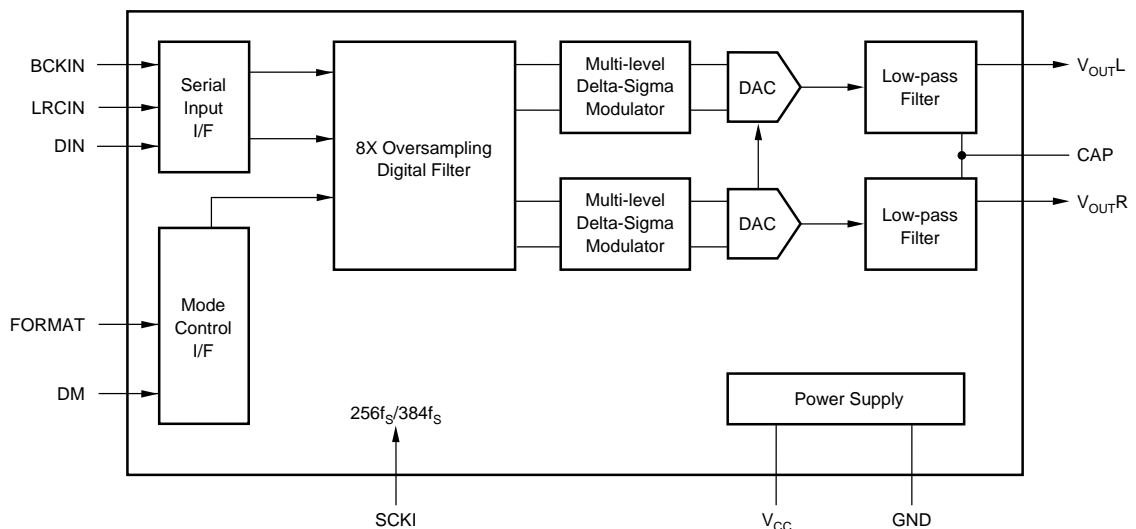 BCKIN
LRCIN
DIN
Serial
Input
I/F
8X Oversampling
Digital Filter
Multi-level
Delta-Sigma
Modulator
DAC
Low-pass
Filter
VOUTL
CAP
Multi-level
Delta-Sigma
Modulator
DAC
Low-pass
Filter
VOUTR
FORMAT
DM
Mode
Control
I/F
256fS/384fS
SCKI
Power Supply
VCC
GND